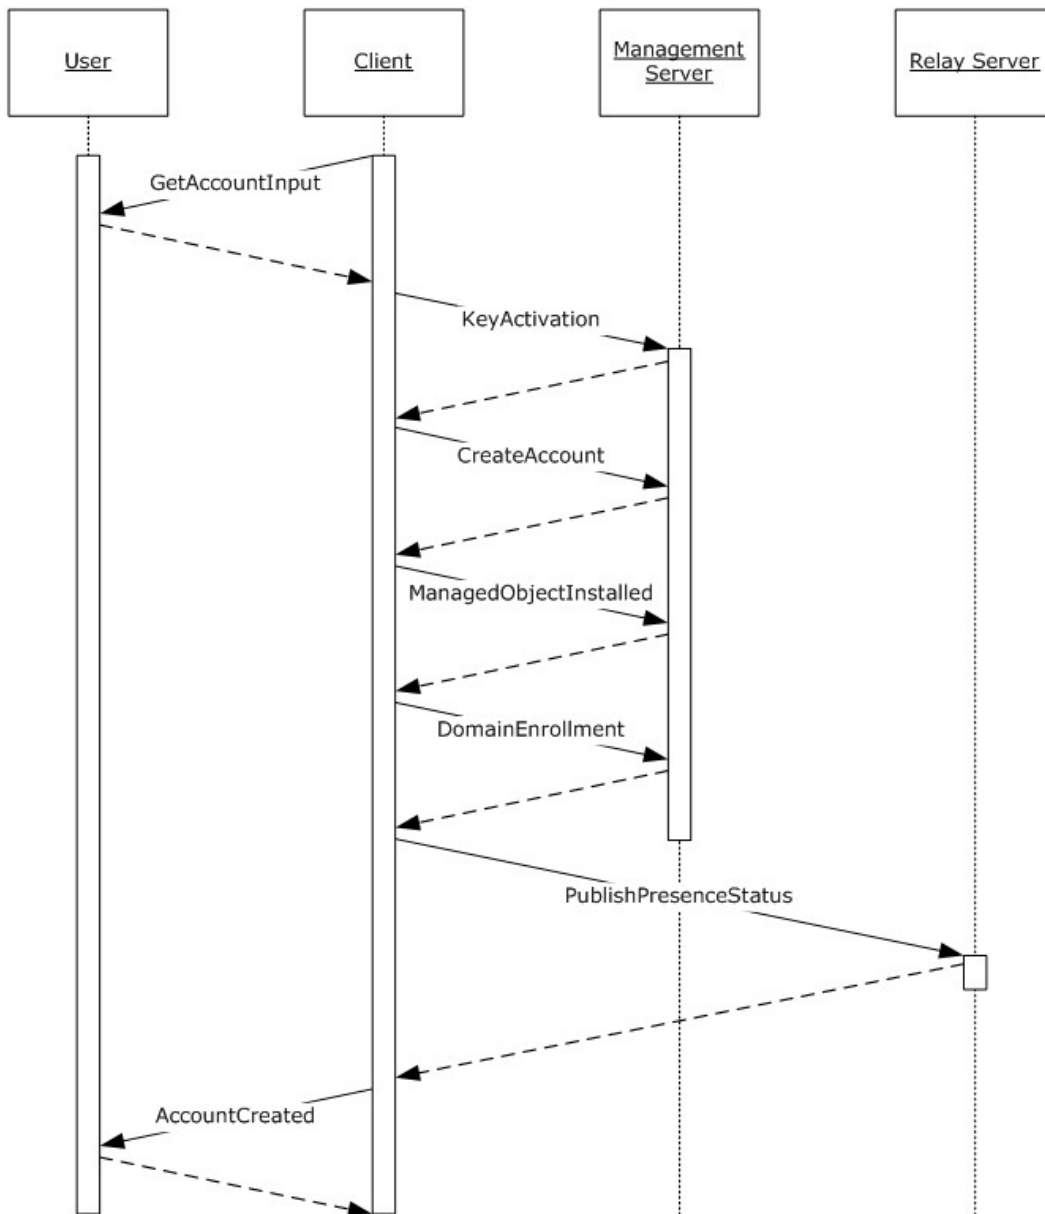 User
Client
Management
Server
Relay Server
GetAccountInput
KeyActivation
CreateAccount
ManagedObjectInstalled
DomainEnrollment
PublishPresenceStatus
AccountCreated